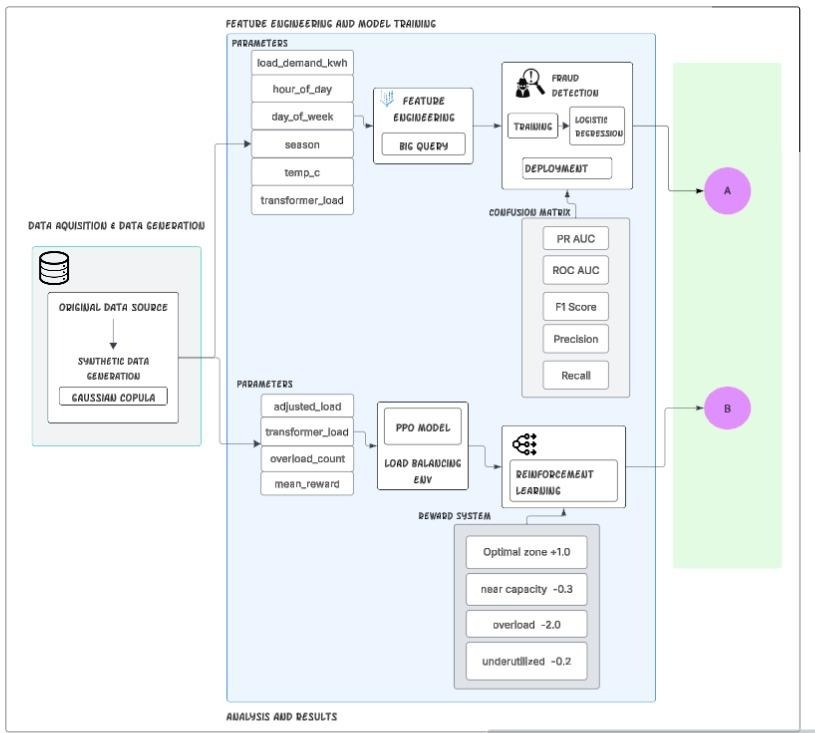 FEATURE ENGINEERING AND MODEL TRAINING
PARAMETERS
load_demand_kwh
hour_of_day
day_of_week
season
temp_c
transformer_load
FEATURE
ENGINEERING
BIG QUERY
FRAUD
DETECTION
TRAINING
LOGISTIC
REGRESSION
DEPLOYMENT
A
CONFUSION MATRIX
PR AUC
ROC AUC
F1 Score
Precision
Recall
DATA AQUISITION & DATA GENERATION
ORIGINAL DATA SOURCE
SYNTHETIC DATA
GENERATION
GAUSSIAN COPULA
PARAMETERS
adjusted_load
transformer_load
overload_count
mean_reward
PPO MODEL
LOAD BALANCING
ENV
REINFORCEMENT
LEARNING
B
REWARD SYSTEM
Optimal zone +1.0
near capacity -0.3
overload -2.0
underutilized -0.2
ANALYSIS AND RESULTS